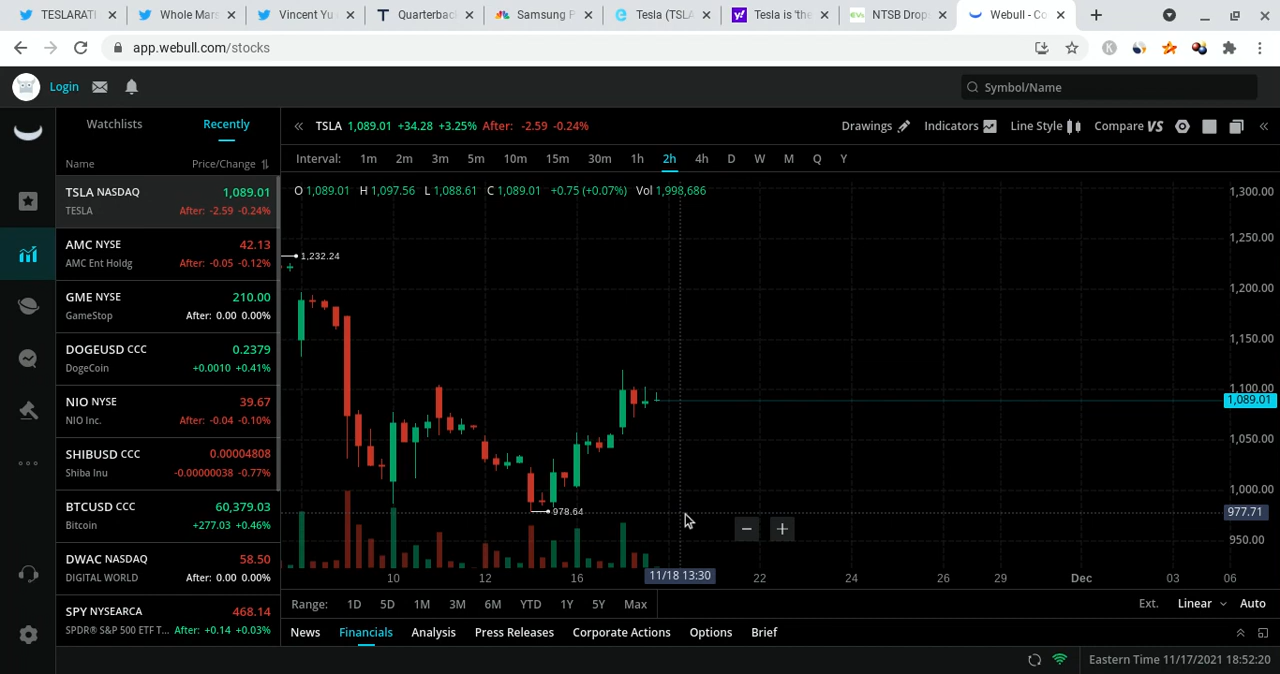 TESLARATI
Whole Mars
Vincent Yu
Quarterback
Samsung P
Tesla (TSLA
Tesla is 'the
NTSB Drop
Webull - Co
app.webull.com/stocks
Login
Symbol/Name
Watchlists
Recently
Name
Price/Change
TSLA NASDAQ 1,089.01
TESLA After: -2.59 -0.24%
AMC NYSE 42.13
AMC Ent Holdg After: -0.05 -0.12%
GME NYSE 210.00
GameStop After: 0.00 0.00%
DOGEUSD CCC 0.2379
DogeCoin +0.0010 +0.41%
NIO NYSE 39.67
NIO Inc. After: -0.04 -0.10%
SHIBUSD CCC 0.00004808
Shiba Inu -0.00000038 -0.77%
BTCUSD CCC 60,379.03
Bitcoin +277.03 +0.46%
DWAC NASDAQ 58.50
DIGITAL WORLD After: 0.00 0.00%
SPY NYSEARCA 468.14
SPDR® S&P 500 ETF T... After: +0.14 +0.03%
TSLA 1,089.01 +34.28 +3.25% After: -2.59 -0.24%
Drawings Indicators Line Style Compare VS
Interval: 1m 2m 3m 5m 10m 15m 30m 1h 2h 4h D W M Q Y
O 1,089.01 H 1,097.56 L 1,088.61 C 1,089.01 +0.75 (+0.07%) Vol 1,998,686
1,232.24
978.64
1,300.00
1,250.00
1,200.00
1,150.00
1,100.00
1,089.01
1,050.00
1,000.00
977.71
950.00
10 12 16 11/18 13:30 22 24 26 29 Dec 03 06
Range: 1D 5D 1M 3M 6M YTD 1Y 5Y Max
Ext. Linear Auto
News Financials Analysis Press Releases Corporate Actions Options Brief
Eastern Time 11/17/2021 18:52:20